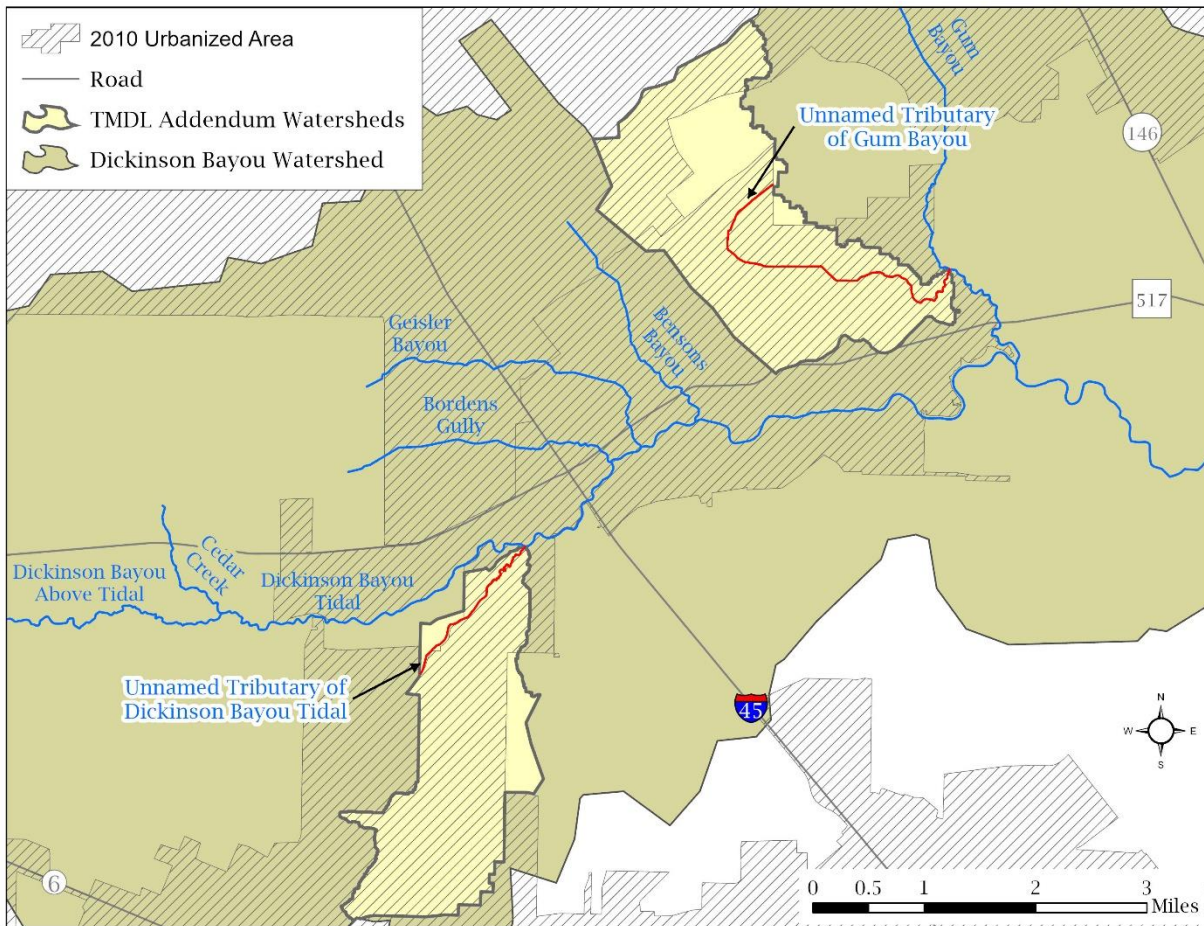 2010 Urbanized Area
Road
TMDL Addendum Watersheds
Dickinson Bayou Watershed
Gum
Bayou
Unnamed Tributary
of Gum Bayou
146
517
Geisler
Bayou
Bensons
Bayou
Bordens
Gully
Cedar
Creek
Dickinson Bayou
Above Tidal
Dickinson Bayou
Tidal
Unnamed Tributary of
Dickinson Bayou Tidal
45
N
W E
S
6
0 0.5 1 2 3
Miles